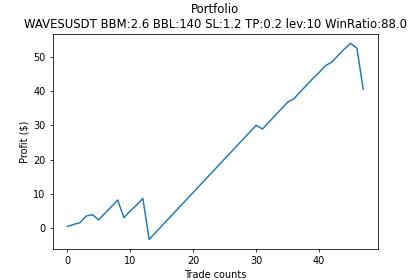 Portfolio
WAVESUSDT BBM:2.6 BBL:140 SL:1.2 TP:0.2 lev:10 WinRatio:88.0
Profit ($)
50
40
30
20
10
0
0 10 20 30 40
Trade counts